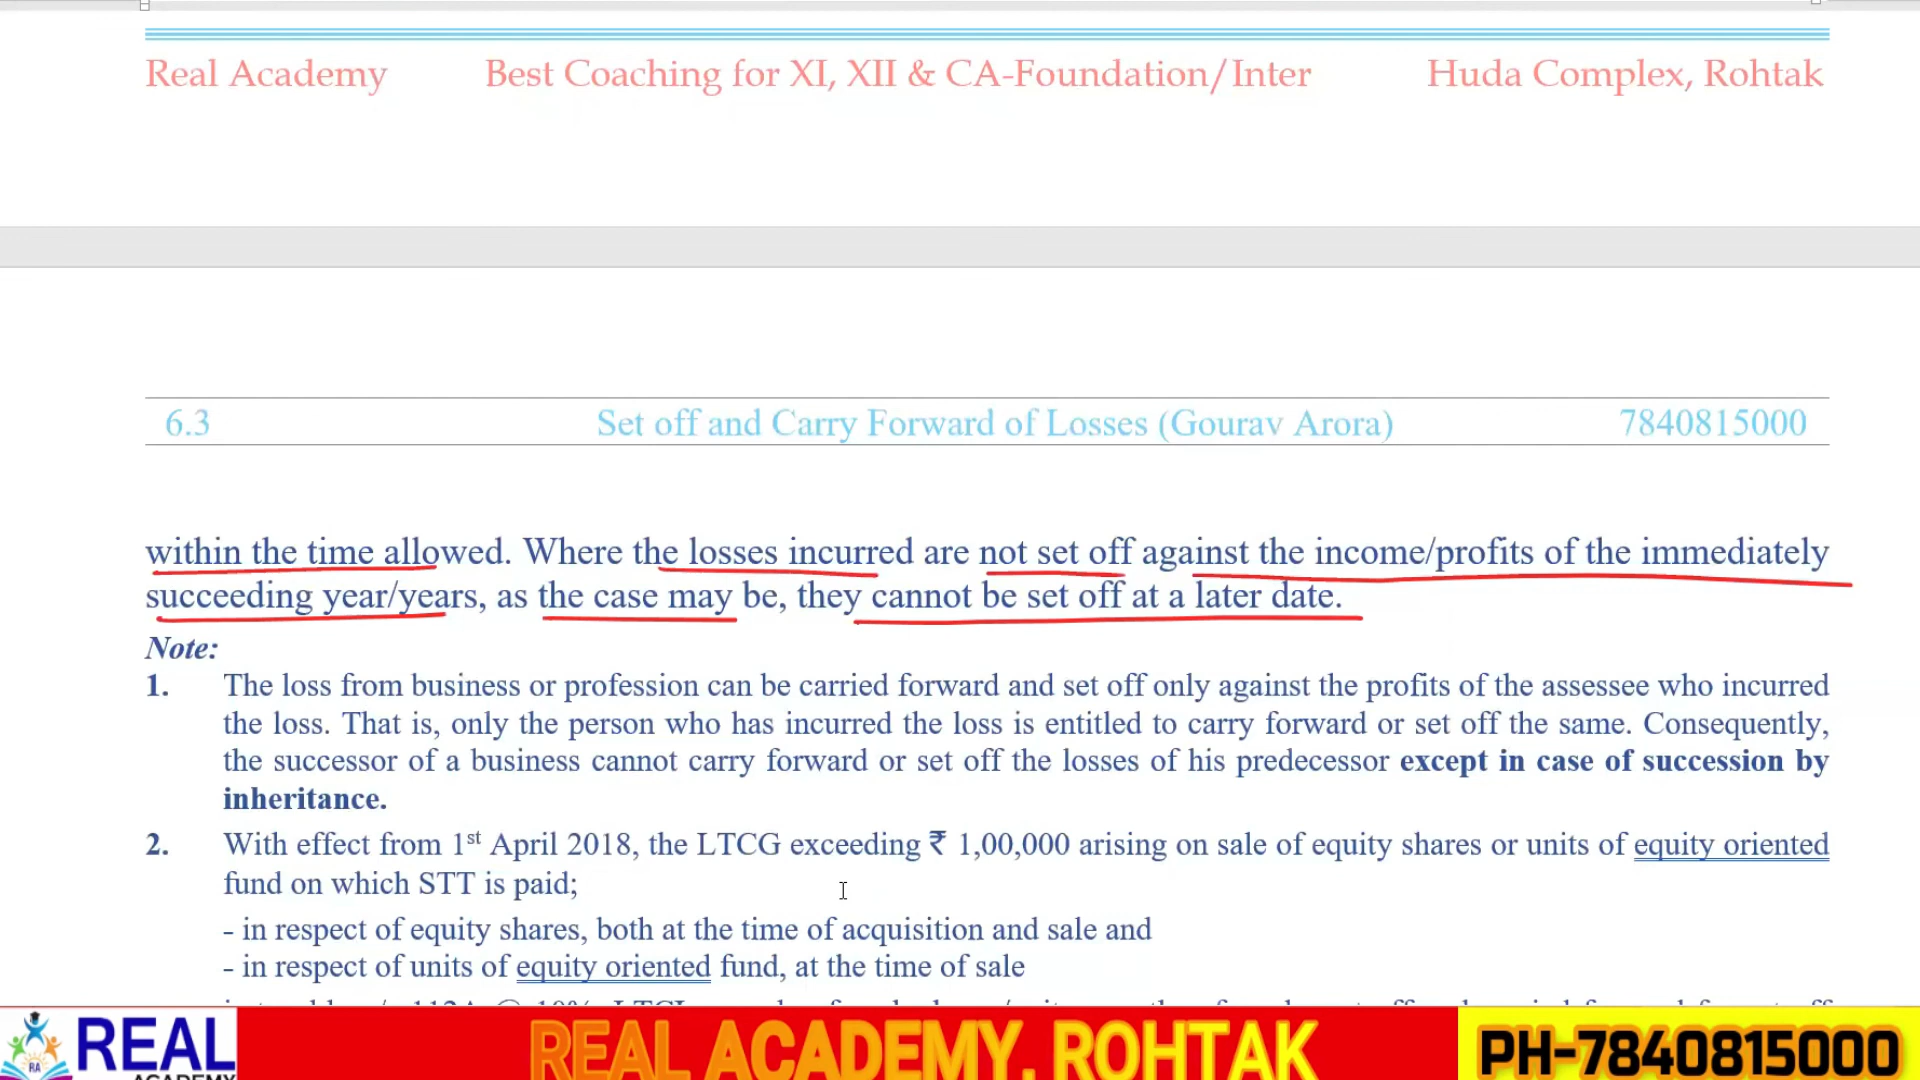 Real Academy Best Coaching for XI, XII & CA-Foundation/Inter Huda Complex, Rohtak
6.3 Set off and Carry Forward of Losses (Gourav Arora) 7840815000
within the time allowed. Where the losses incurred are not set off against the income/profits of the immediately
succeeding year/years, as the case may be, they cannot be set off at a later date.
Note:
1. The loss from business or profession can be carried forward and set off only against the profits of the assessee who incurred
the loss. That is, only the person who has incurred the loss is entitled to carry forward or set off the same. Consequently,
the successor of a business cannot carry forward or set off the losses of his predecessor except in case of succession by
inheritance.
2. With effect from 1st April 2018, the LTCG exceeding ₹ 1,00,000 arising on sale of equity shares or units of equity oriented
fund on which STT is paid;
- in respect of equity shares, both at the time of acquisition and sale and
- in respect of units of equity oriented fund, at the time of sale
REAL
ACADEMY
RA
REAL ACADEMY, ROHTAK
PH-7840815000